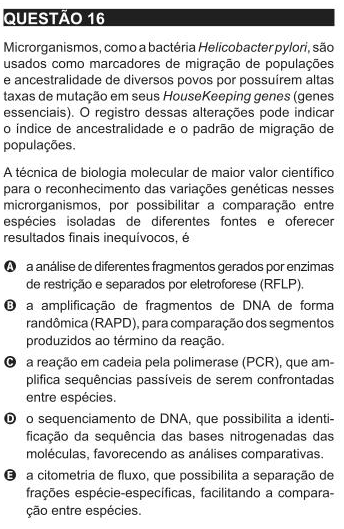 QUESTÃO 16
Microrganismos, como a bactéria Helicobacter pylori, são
usados como marcadores de migração de populações
e ancestralidade de diversos povos por possuírem altas
taxas de mutação em seus HouseKeeping genes (genes
essenciais). O registro dessas alterações pode indicar
o índice de ancestralidade e o padrão de migração de
populações.
A técnica de biologia molecular de maior valor científico
para o reconhecimento das variações genéticas nesses
microrganismos, por possibilitar a comparação entre
espécies isoladas de diferentes fontes e oferecer
resultados finais inequívocos, é
A a análise de diferentes fragmentos gerados por enzimas
de restrição e separados por eletroforese (RFLP).
B a amplificação de fragmentos de DNA de forma
randômica (RAPD), para comparação dos segmentos
produzidos ao término da reação.
C a reação em cadeia pela polimerase (PCR), que am-
plifica sequências passíveis de serem confrontadas
entre espécies.
D o sequenciamento de DNA, que possibilita a identi-
ficação da sequência das bases nitrogenadas das
moléculas, favorecendo as análises comparativas.
E a citometria de fluxo, que possibilita a separação de
frações espécie-específicas, facilitando a compara-
ção entre espécies.